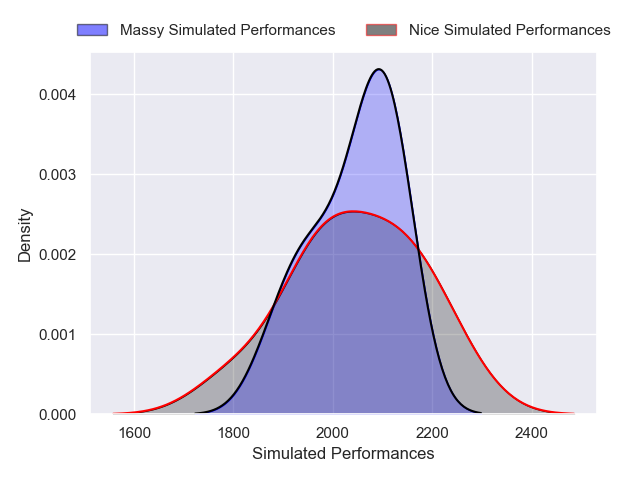 Massy Simulated Performances
Nice Simulated Performances
0.004
0.003
0.002
0.001
0.000
Density
1600
1800
2000
2200
2400
Simulated Performances